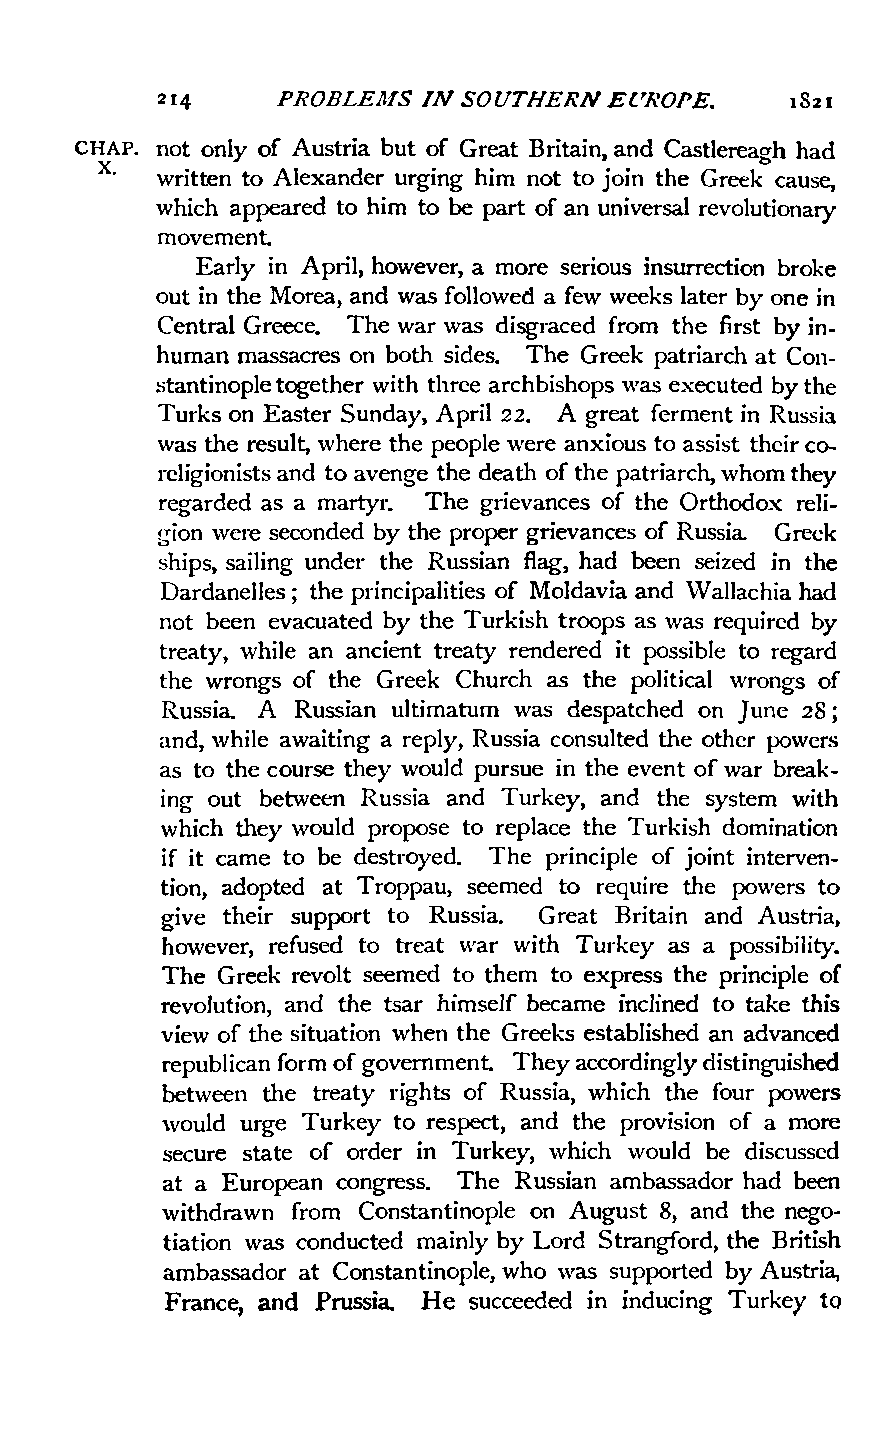 214 PROBLEMS IN SOUTHERN EUROPE. 1821
CHAP. not only of Austria but of Great Britain, and Castlereagh had
X. written to Alexander urging him not to join the Greek cause,
which appeared to him to be part of an universal revolutionary
movement.
Early in April, however, a more serious insurrection broke
out in the Morea, and was followed a few weeks later by one in
Central Greece. The war was disgraced from the first by in-
human massacres on both sides. The Greek patriarch at Con-
stantinople together with three archbishops was executed by the
Turks on Easter Sunday, April 22. A great ferment in Russia
was the result, where the people were anxious to assist their co-
religionists and to avenge the death of the patriarch, whom they
regarded as a martyr. The grievances of the Orthodox reli-
gion were seconded by the proper grievances of Russia. Greek
ships, sailing under the Russian flag, had been seized in the
Dardanelles; the principalities of Moldavia and Wallachia had
not been evacuated by the Turkish troops as was required by
treaty, while an ancient treaty rendered it possible to regard
the wrongs of the Greek Church as the political wrongs of
Russia. A Russian ultimatum was despatched on June 28;
and, while awaiting a reply, Russia consulted the other powers
as to the course they would pursue in the event of war break-
ing out between Russia and Turkey, and the system with
which they would propose to replace the Turkish domination
if it came to be destroyed. The principle of joint interven-
tion, adopted at Troppau, seemed to require the powers to
give their support to Russia. Great Britain and Austria,
however, refused to treat war with Turkey as a possibility.
The Greek revolt seemed to them to express the principle of
revolution, and the tsar himself became inclined to take this
view of the situation when the Greeks established an advanced
republican form of government. They accordingly distinguished
between the treaty rights of Russia, which the four powers
would urge Turkey to respect, and the provision of a more
secure state of order in Turkey, which would be discussed
at a European congress. The Russian ambassador had been
withdrawn from Constantinople on August 8, and the nego-
tiation was conducted mainly by Lord Strangford, the British
ambassador at Constantinople, who was supported by Austria,
France, and Prussia. He succeeded in inducing Turkey to